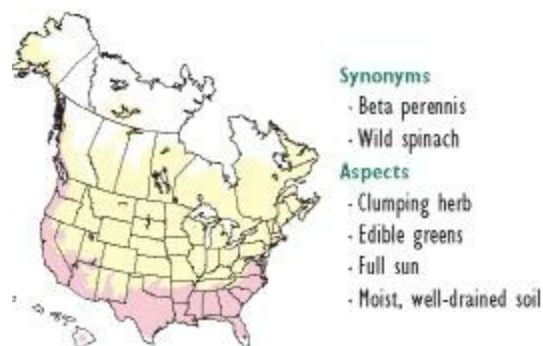 Synonyms
- Beta perennis
- Wild spinach
Aspects
- Clumping herb
- Edible greens
- Full sun
- Moist, well-drained soil